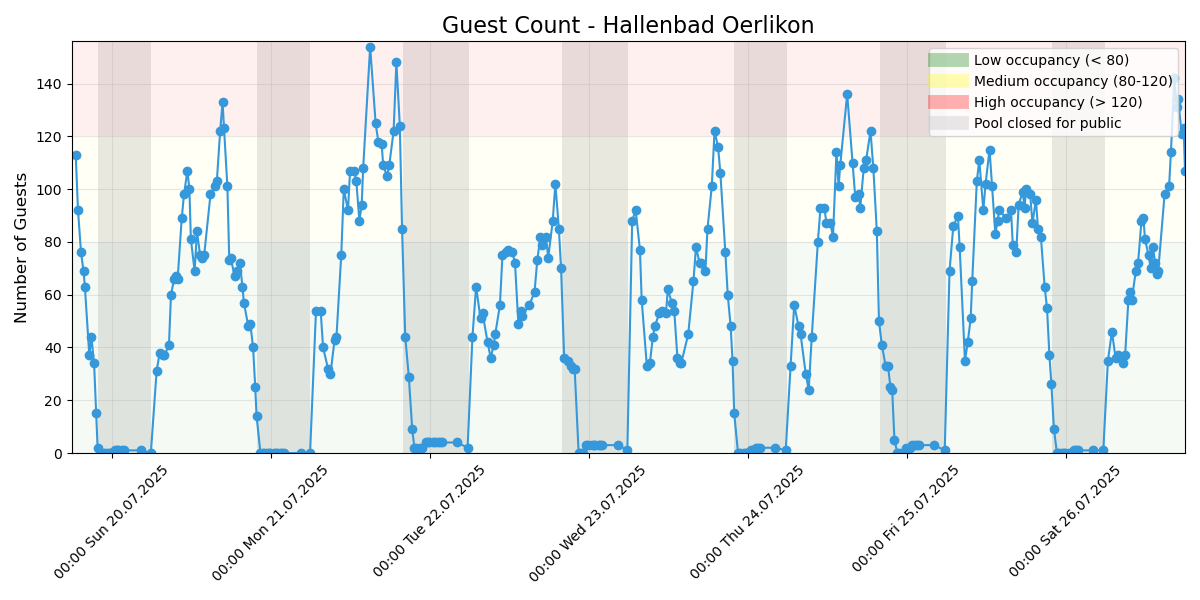 Guest Count - Hallenbad Oerlikon
Number of Guests
140
120
100
80
60
40
20
0
Low occupancy (< 80)
Medium occupancy (80-120)
High occupancy (> 120)
Pool closed for public
00:00 Sun 20.07.2025
00:00 Mon 21.07.2025
00:00 Tue 22.07.2025
00:00 Wed 23.07.2025
00:00 Thu 24.07.2025
00:00 Fri 25.07.2025
00:00 Sat 26.07.2025